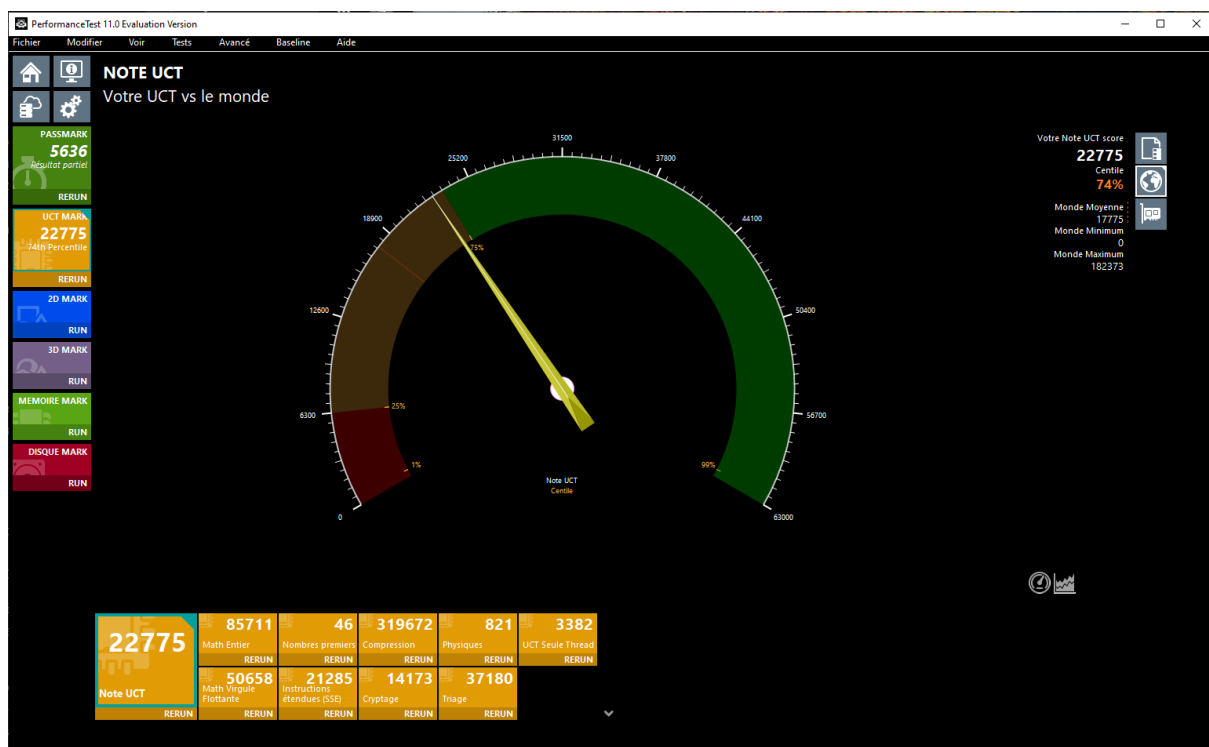 PerformanceTest 11.0 Evaluation Version
Fichier Modifier Voir Tests Avancé Baseline Aide
NOTE UCT
Votre UCT vs le monde
PASSMARK
5636
Résultat partiel
RERUN
UCT MARK
22775
74th Percentile
RERUN
2D MARK
RUN
3D MARK
RUN
MEMOIRE MARK
RUN
DISQUE MARK
RUN
0
6300
12600
18900
25200
31500
37800
44100
50400
56700
63000
1%
25%
75%
99%
Note UCT
Centile
Votre Note UCT score
22775
Centile
74%
Monde Moyenne
17775
Monde Minimum
0
Monde Maximum
182373
22775
Note UCT
RERUN
85711
Math Entier
RERUN
46
Nombres premiers
RERUN
319672
Compression
RERUN
821
Physiques
RERUN
3382
UCT Seule Thread
RERUN
50658
Math Virgule
Flottante
RERUN
21285
Instructions
étendues (SSE)
RERUN
14173
Cryptage
RERUN
37180
Triage
RERUN